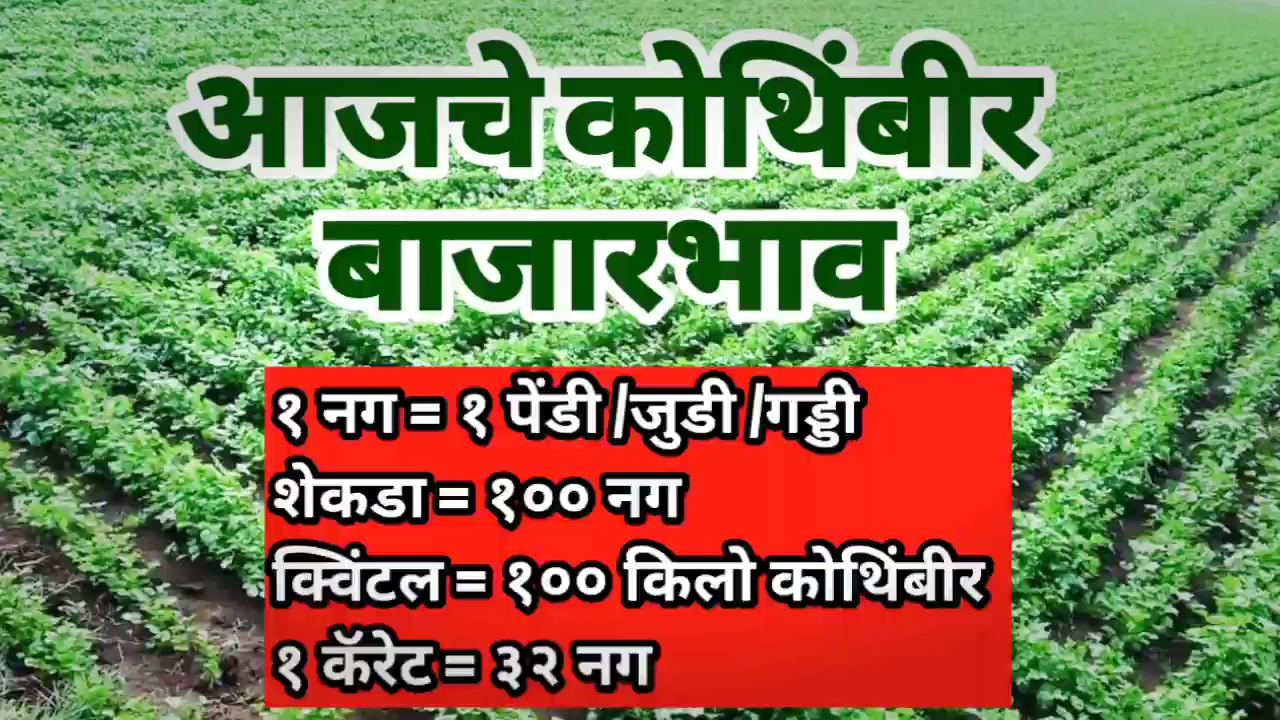 आजचे कोथिंबीर
बाजारभाव
१ नग = १ पेंडी /जुडी /गड्डी
शेकडा = १०० नग
क्विंटल = १०० किलो कोथिंबीर
१ कॅरेट = ३२ नग